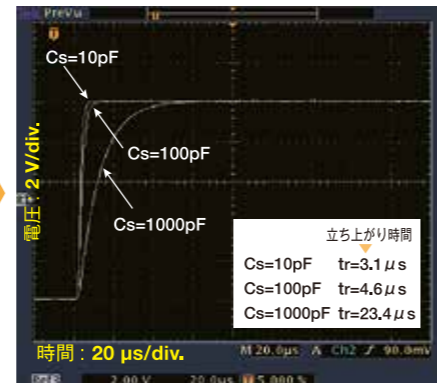 PreVu
Cs=10pF
Cs=100pF
Cs=1000pF
電圧：2 V/div.
立ち上がり時間
Cs=10pF tr=3.1μs
Cs=100pF tr=4.6μs
Cs=1000pF tr=23.4μs
時間：20 μs/div.
M 20.0μs A Ch2 ƒ 90.0mV
2.00 V 20.0μs 5.000 %